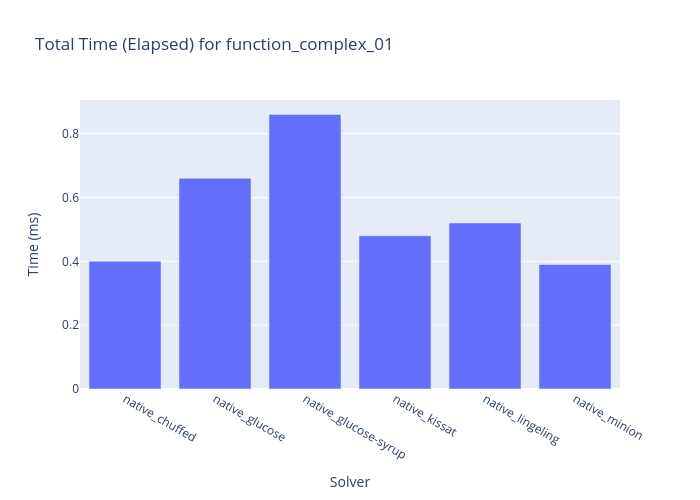 Total Time (Elapsed) for function_complex_01
Time (ms)
0.8
0.6
0.4
0.2
0
native_chuffed
native_glucose
native_glucose-syrup
native_kissat
native_lingeling
native_minion
Solver